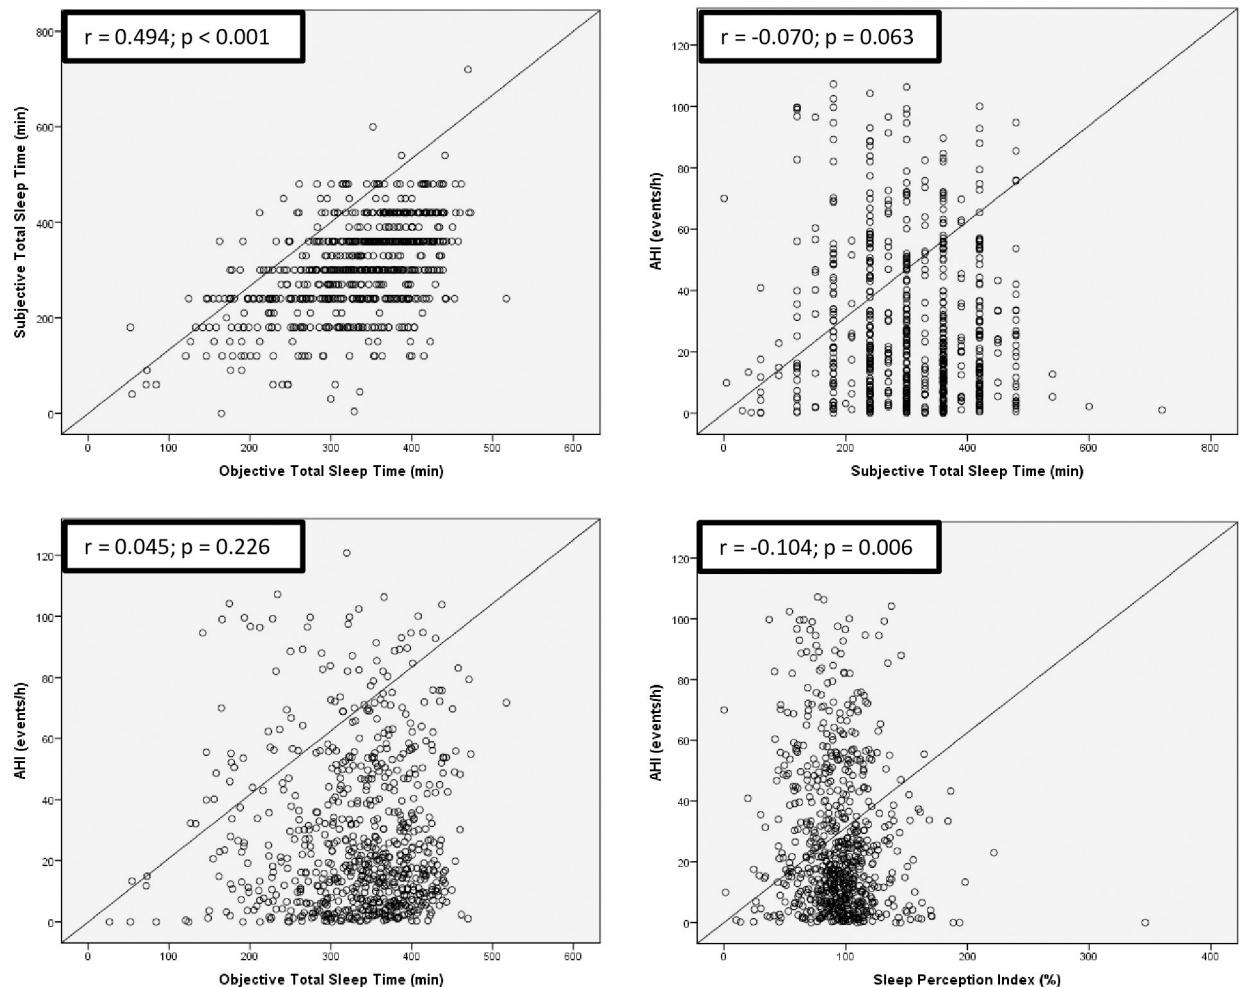 r = 0.494; p < 0.001
800
600
400
200
0
Subjective Total Sleep Time (min)
0 100 200 300 400 500 600
Objective Total Sleep Time (min)
r = -0.070; p = 0.063
120
100
80
60
40
20
0
AHI (events/h)
0 200 400 600 800
Subjective Total Sleep Time (min)
r = 0.045; p = 0.226
120
100
80
60
40
20
0
AHI (events/h)
0 100 200 300 400 500 600
Objective Total Sleep Time (min)
r = -0.104; p = 0.006
120
100
80
60
40
20
0
AHI (events/h)
0 100 200 300 400
Sleep Perception Index (%)